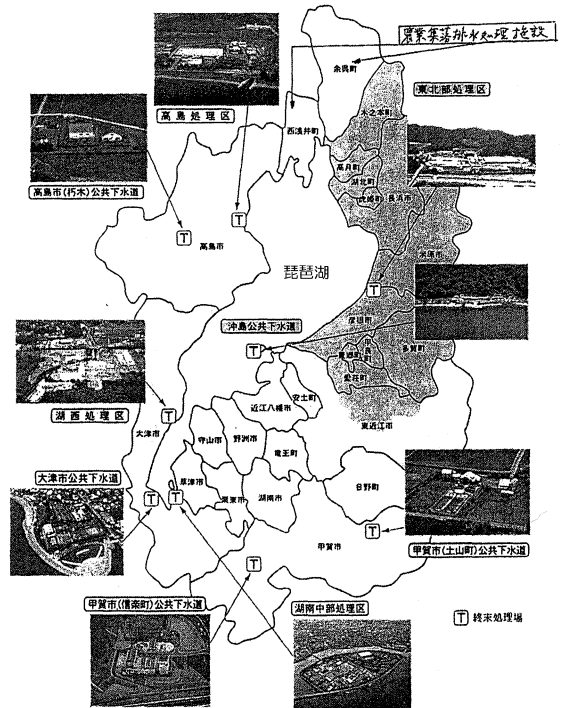 農業集落排水処理施設
余呉町
東北部処理区
高島処理区
西浅井町
木之本町
高月町
湖北町
虎姫町
長浜市
高島市(朽木)公共下水道
T
T
高島市
琵琶湖
米原市
T
沖島公共下水道
T
彦根市
豊郷町
甲良町
多賀町
愛荘町
湖西処理区
T
大津市
近江八幡市
安土町
東近江市
守山市
野洲市
竜王町
大津市公共下水道
草津市
栗東市
湖南市
日野町
T
T
甲賀市
T
甲賀市(土山町)公共下水道
T
甲賀市(信楽町)公共下水道
湖南中部処理区
T 終末処理場